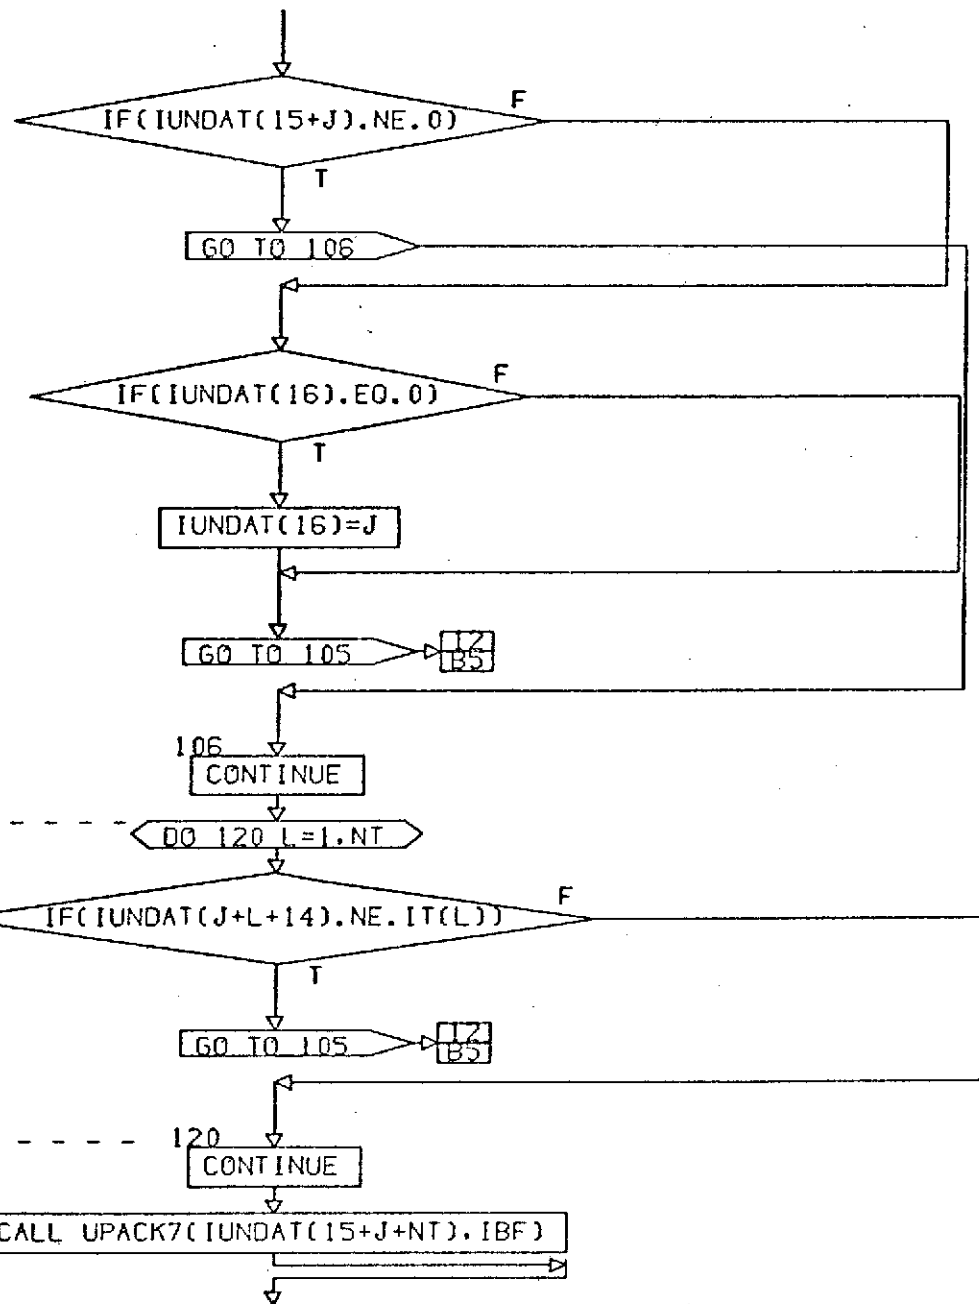 IF(IUNDAT(15+J).NE.0)
F
T
GO TO 106
IF(IUNDAT(16).EQ.0)
F
T
IUNDAT(16)=J
GO TO 105
12
B5
106
CONTINUE
DO 120 L=1,NT
IF(IUNDAT(J+L+14).NE.IT(L))
F
T
GO TO 105
12
B5
120
CONTINUE
CALL UPACK7(IUNDAT(15+J+NT),IBF)